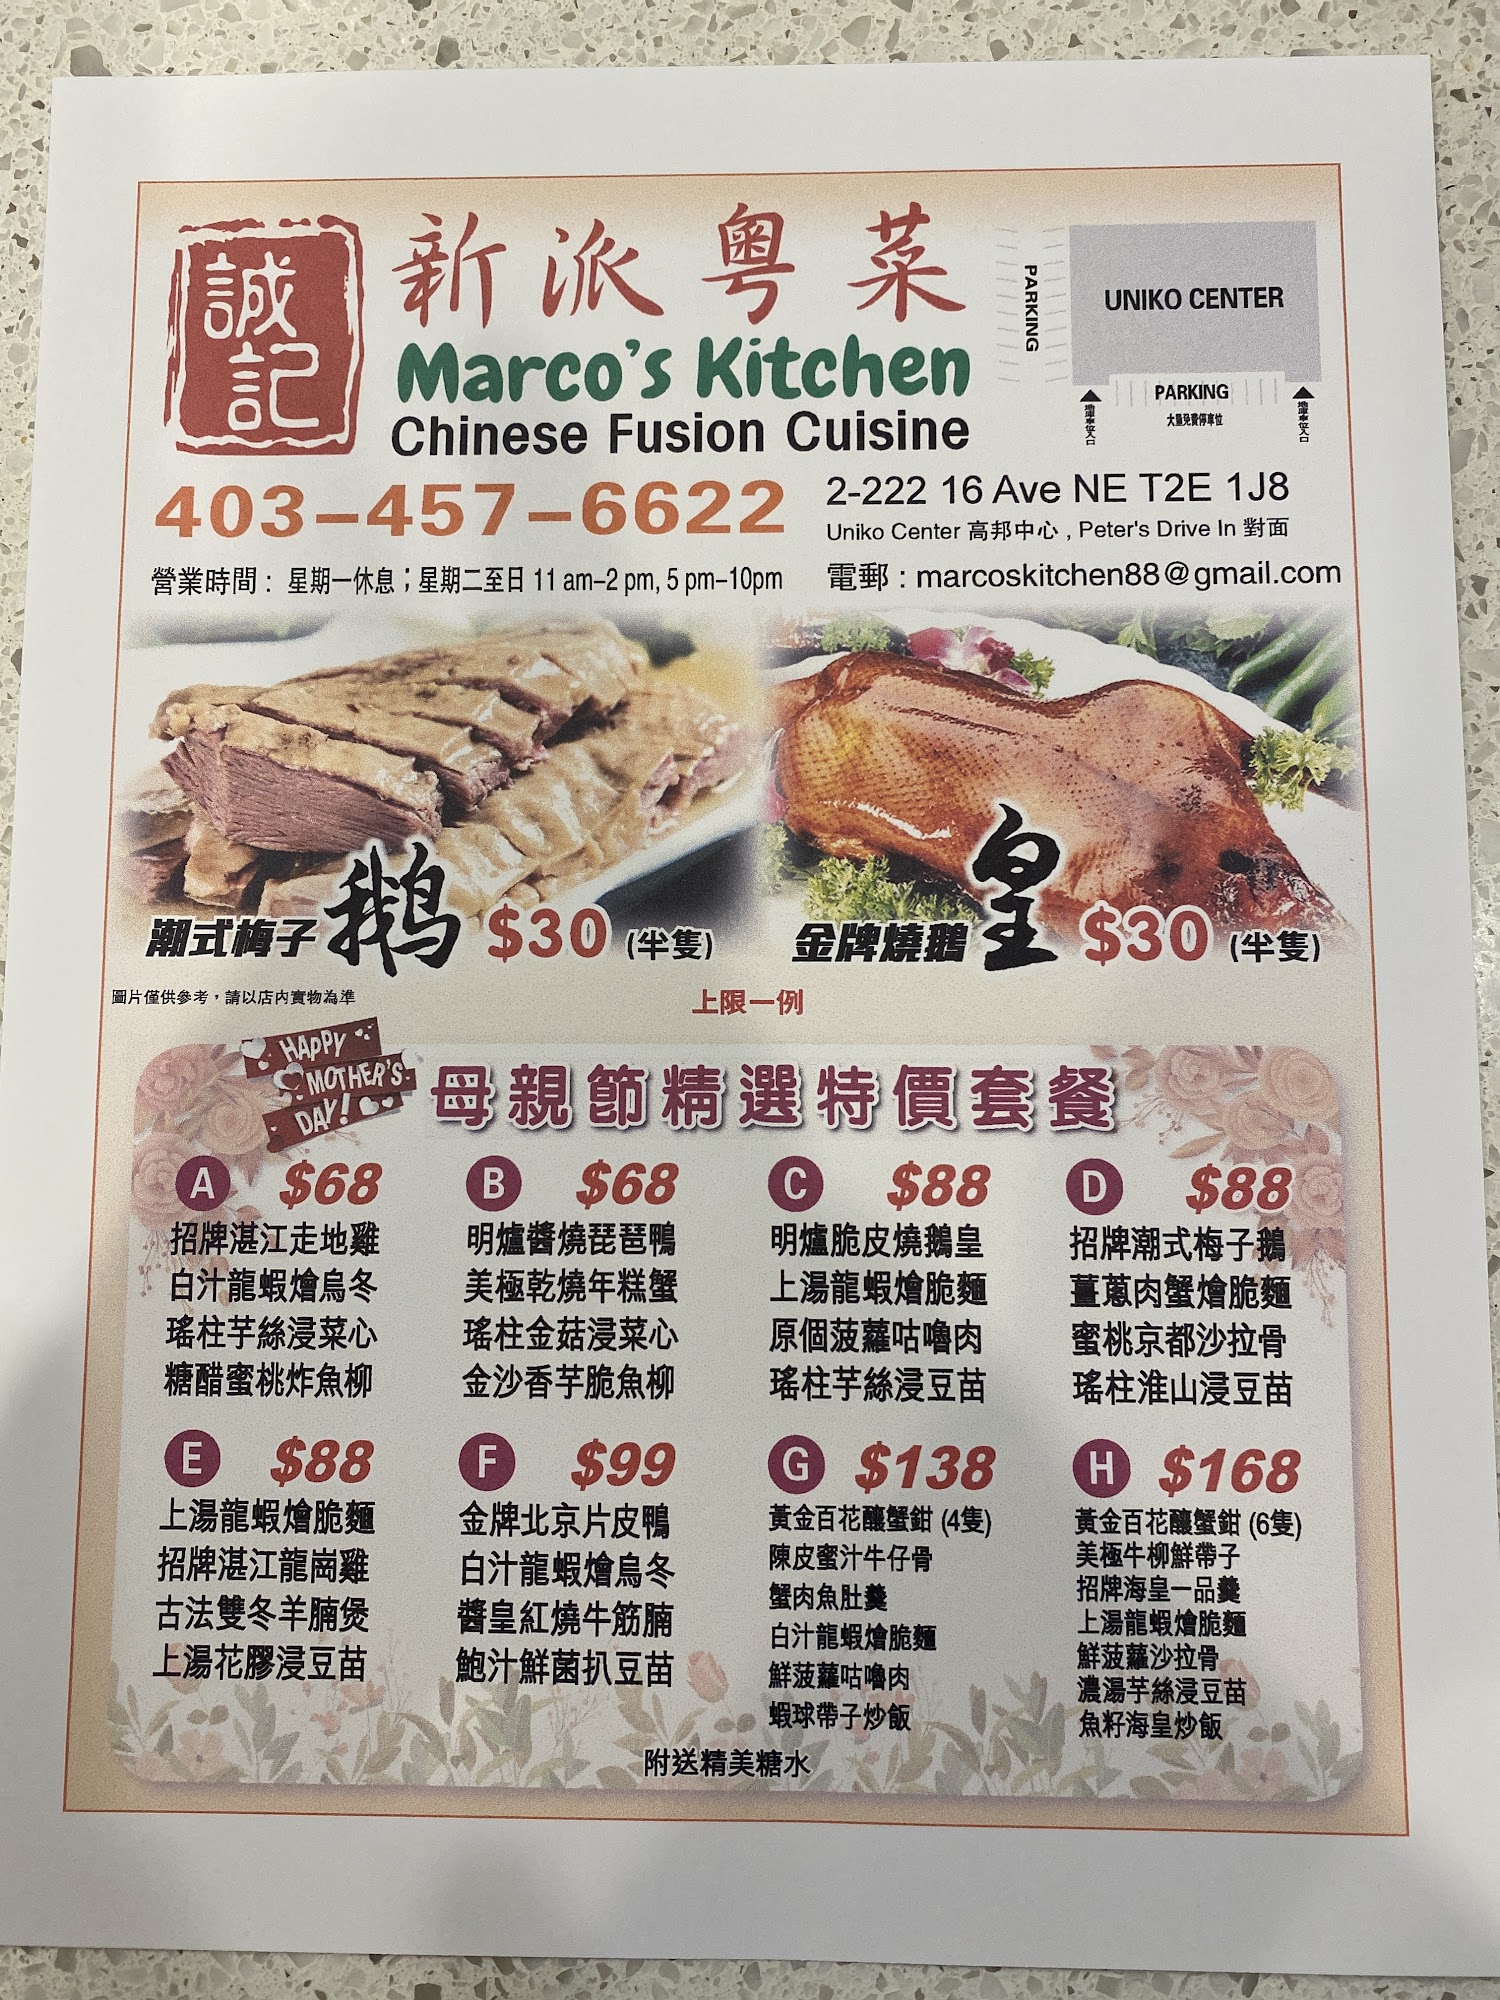 誠記
新派粵菜
Marco's Kitchen
Chinese Fusion Cuisine
PARKING
UNIKO CENTER
PARKING
大量免費停車位
地庫車位入口
地庫車位入口
403-457-6622
2-222 16 Ave NE T2E 1J8
Uniko Center 高邦中心 , Peter's Drive In 對面
營業時間 : 星期一休息；星期二至日 11 am-2 pm, 5 pm-10pm
電郵 : marcoskitchen88@gmail.com
潮式梅子鵝 $30 (半隻)
金牌燒鵝皇 $30 (半隻)
圖片僅供參考，請以店內實物為準
上限一例
HAPPY
MOTHER'S
DAY!
母親節精選特價套餐
A $68
招牌湛江走地雞
白汁龍蝦燴烏冬
瑤柱芋絲浸菜心
糖醋蜜桃炸魚柳
B $68
明爐醬燒琵琶鴨
美極乾燒年糕蟹
瑤柱金菇浸菜心
金沙香芋脆魚柳
C $88
明爐脆皮燒鵝皇
上湯龍蝦燴脆麵
原個菠蘿咕嚕肉
瑤柱芋絲浸豆苗
D $88
招牌潮式梅子鵝
薑蔥肉蟹燴脆麵
蜜桃京都沙拉骨
瑤柱淮山浸豆苗
E $88
上湯龍蝦燴脆麵
招牌湛江龍崗雞
古法雙冬羊腩煲
上湯花膠浸豆苗
F $99
金牌北京片皮鴨
白汁龍蝦燴烏冬
醬皇紅燒牛筋腩
鮑汁鮮菌扒豆苗
G $138
黃金百花釀蟹鉗 (4隻)
陳皮蜜汁牛仔骨
蟹肉魚肚羹
白汁龍蝦燴脆麵
鮮菠蘿咕嚕肉
蝦球帶子炒飯
H $168
黃金百花釀蟹鉗 (6隻)
美極牛柳鮮帶子
招牌海皇一品羹
上湯龍蝦燴脆麵
鮮菠蘿沙拉骨
濃湯芋絲浸豆苗
魚籽海皇炒飯
附送精美糖水